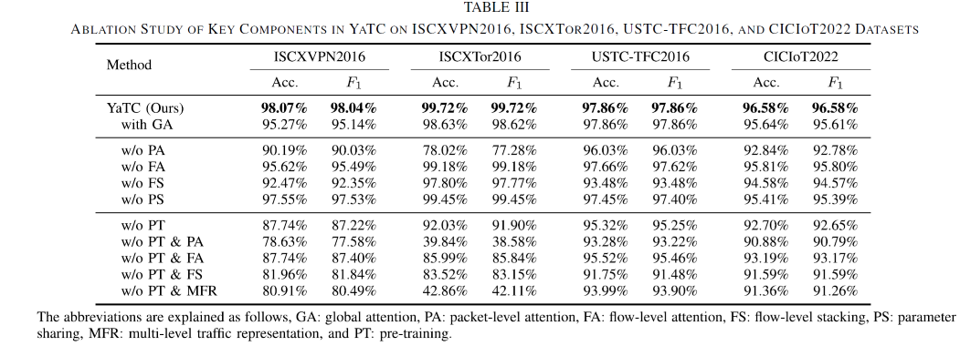 TABLE III
ABLATION STUDY OF KEY COMPONENTS IN YATC ON ISCXVPN2016, ISCXTOR2016, USTC-TFC2016, AND CICIOT2022 DATASETS
Method ISCXVPN2016 ISCXTor2016 USTC-TFC2016 CICIoT2022
Acc. F1 Acc. F1 Acc. F1 Acc. F1
YaTC (Ours) 98.07% 98.04% 99.72% 99.72% 97.86% 97.86% 96.58% 96.58%
with GA 95.27% 95.14% 98.63% 98.62% 97.86% 97.86% 95.64% 95.61%
w/o PA 90.19% 90.03% 78.02% 77.28% 96.03% 96.03% 92.84% 92.78%
w/o FA 95.62% 95.49% 99.18% 99.18% 97.66% 97.62% 95.81% 95.80%
w/o FS 92.47% 92.35% 97.80% 97.77% 93.48% 93.48% 94.58% 94.57%
w/o PS 97.55% 97.53% 99.45% 99.45% 97.45% 97.40% 95.41% 95.39%
w/o PT 87.74% 87.22% 92.03% 91.90% 95.32% 95.25% 92.70% 92.65%
w/o PT & PA 78.63% 77.58% 39.84% 38.58% 93.28% 93.22% 90.88% 90.79%
w/o PT & FA 87.74% 87.40% 85.99% 85.84% 95.52% 95.46% 93.19% 93.17%
w/o PT & FS 81.96% 81.84% 83.52% 83.15% 91.75% 91.48% 91.59% 91.59%
w/o PT & MFR 80.91% 80.49% 42.86% 42.11% 93.99% 93.90% 91.36% 91.26%
The abbreviations are explained as follows, GA: global attention, PA: packet-level attention, FA: flow-level attention, FS: flow-level stacking, PS: parameter
sharing, MFR: multi-level traffic representation, and PT: pre-training.